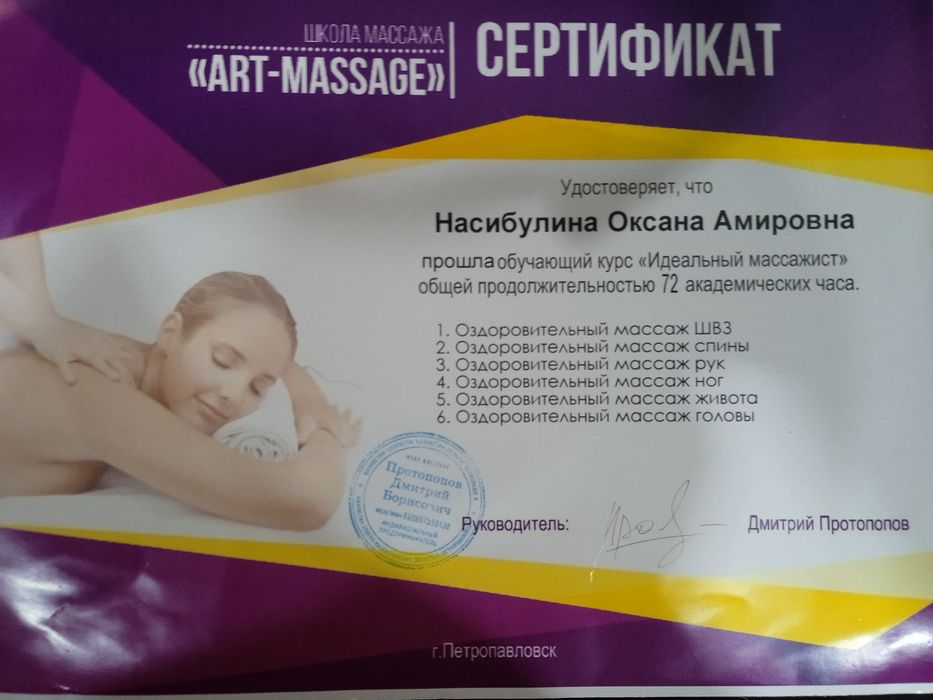 ШКОЛА МАССАЖА
«ART-MASSAGE»
СЕРТИФИКАТ
Удостоверяет, что
Насибулина Оксана Амировна
прошла обучающий курс «Идеальный массажист»
общей продолжительностью 72 академических часа.
1. Оздоровительный массаж ШВЗ
2. Оздоровительный массаж спины
3. Оздоровительный массаж рук
4. Оздоровительный массаж ног
5. Оздоровительный массаж живота
6. Оздоровительный массаж головы
Протопопов
Дмитрий
Борисович
ИНДИВИДУАЛЬНЫЙ
ПРЕДПРИНИМАТЕЛЬ
Руководитель:
Дмитрий Протопопов
г.Петропавловск